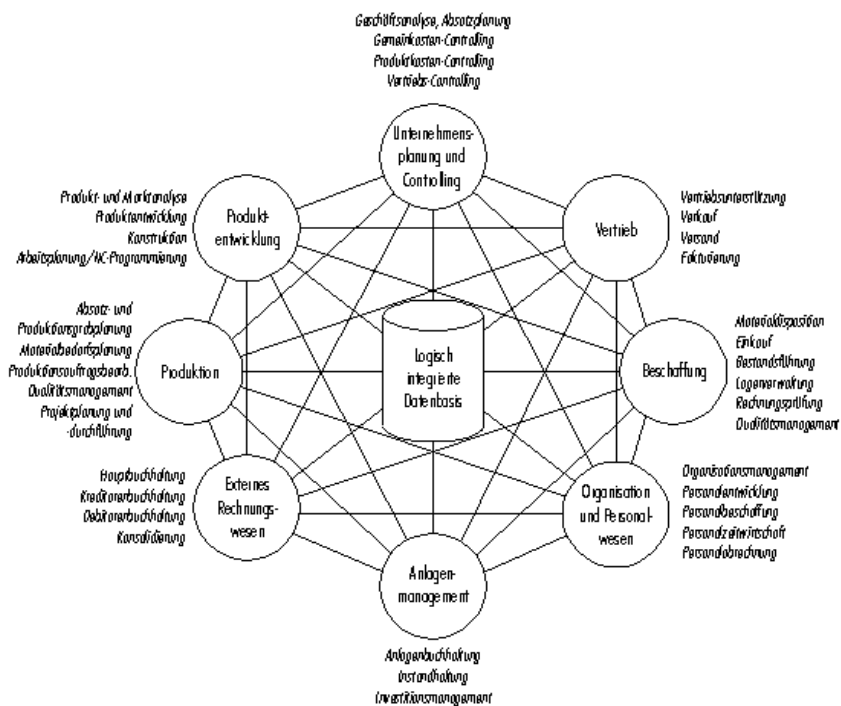 Geschäftsanalyse, Absatzplanung
Gemeinkosten-Controlling
Produktkosten-Controlling
Vertriebs-Controlling
Unternehmens-
planung und
Controlling
Produkt- und Marktanalyse
Produktentwicklung
Konstruktion
Arbeitsplanung/NC-Programmierung
Produkt-
entwicklung
Vertrieb
Vertriebsunterstützung
Verkauf
Versand
Fakturierung
Absatz- und
Produktionsgrobplanung
Materialbedarfsplanung
Produktionsauftragsbearb.
Qualitätsmanagement
Projektplanung und
-durchführung
Produktion
Logisch
integrierte
Datenbasis
Beschaffung
Materialdisposition
Einkauf
Bestandsführung
Lagerverwaltung
Rechnungsprüfung
Qualitätsmanagement
Hauptbuchhaltung
Kreditorenbuchhaltung
Debitorenbuchhaltung
Konsolidierung
Externes
Rechnungs-
wesen
Organisation
und Personal-
wesen
Organisationsmanagement
Personalentwicklung
Personalbeschaffung
Personalzeitwirtschaft
Personalabrechnung
Anlagen-
management
Anlagenbuchhaltung
Instandhaltung
Investitionsmanagement